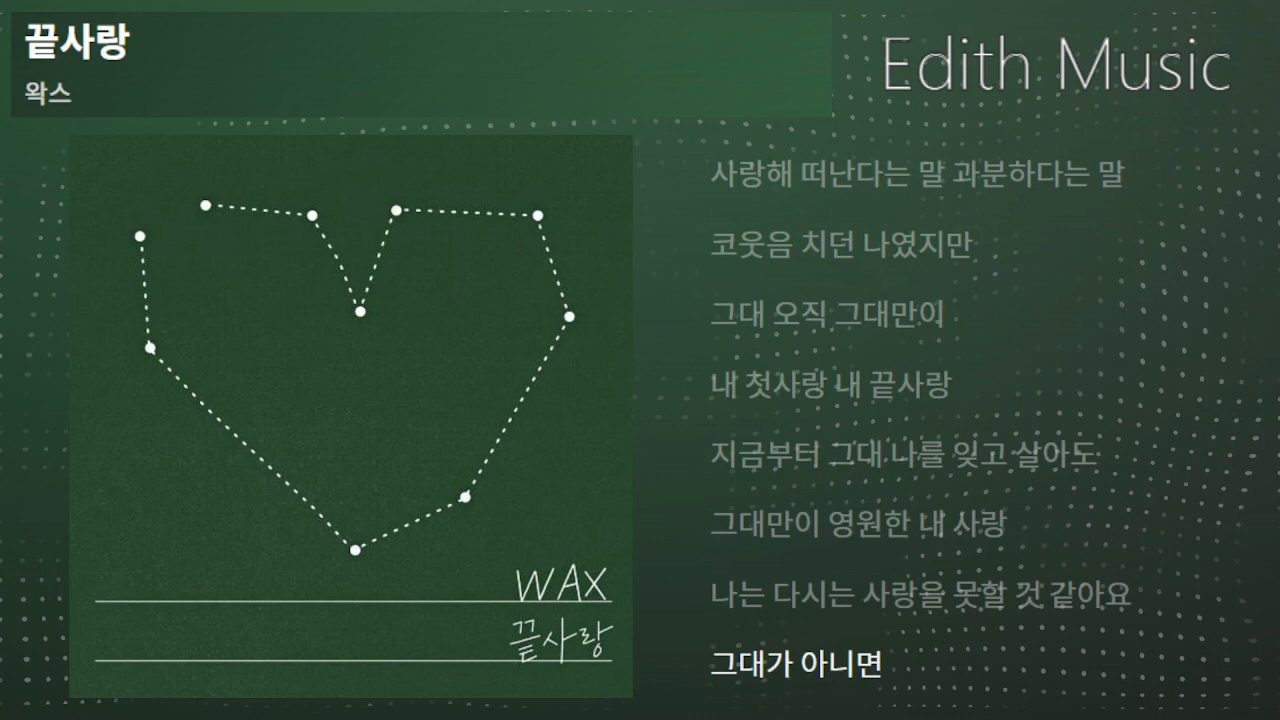 끝사랑
왁스
Edith Music
WAX
끝사랑
사랑해 떠난다는 말 과분하다는 말
코웃음 치던 나였지만
그대 오직 그대만이
내 첫사랑 내 끝사랑
지금부터 그대 나를 잊고 살아도
그대만이 영원한 내 사랑
나는 다시는 사랑을 못할 것 같아요
그대가 아니면